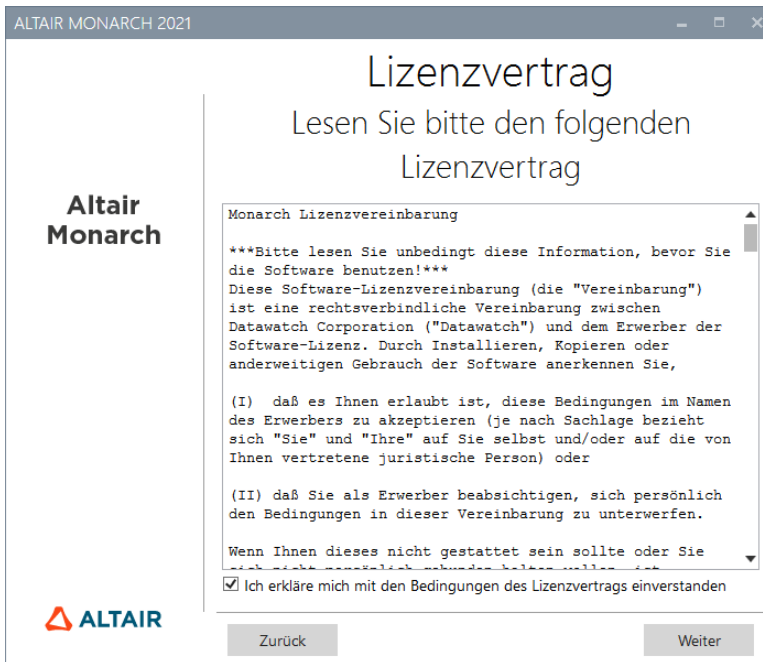 ALTAIR MONARCH 2021
Lizenzvertrag
Lesen Sie bitte den folgenden
Lizenzvertrag
Altair
Monarch
Monarch Lizenzvereinbarung
***Bitte lesen Sie unbedingt diese Information, bevor Sie
die Software benutzen!***
Diese Software-Lizenzvereinbarung (die "Vereinbarung")
ist eine rechtsverbindliche Vereinbarung zwischen
Datawatch Corporation ("Datawatch") und dem Erwerber der
Software-Lizenz. Durch Installieren, Kopieren oder
anderweitigen Gebrauch der Software anerkennen Sie,
(I) daß es Ihnen erlaubt ist, diese Bedingungen im Namen
des Erwerbers zu akzeptieren (je nach Sachlage bezieht
sich "Sie" und "Ihre" auf Sie selbst und/oder auf die von
Ihnen vertretene juristische Person) oder
(II) daß Sie als Erwerber beabsichtigen, sich persönlich
den Bedingungen in dieser Vereinbarung zu unterwerfen.
Wenn Ihnen dieses nicht gestattet sein sollte oder Sie
Ich erkläre mich mit den Bedingungen des Lizenzvertrags einverstanden
ALTAIR
Zurück
Weiter